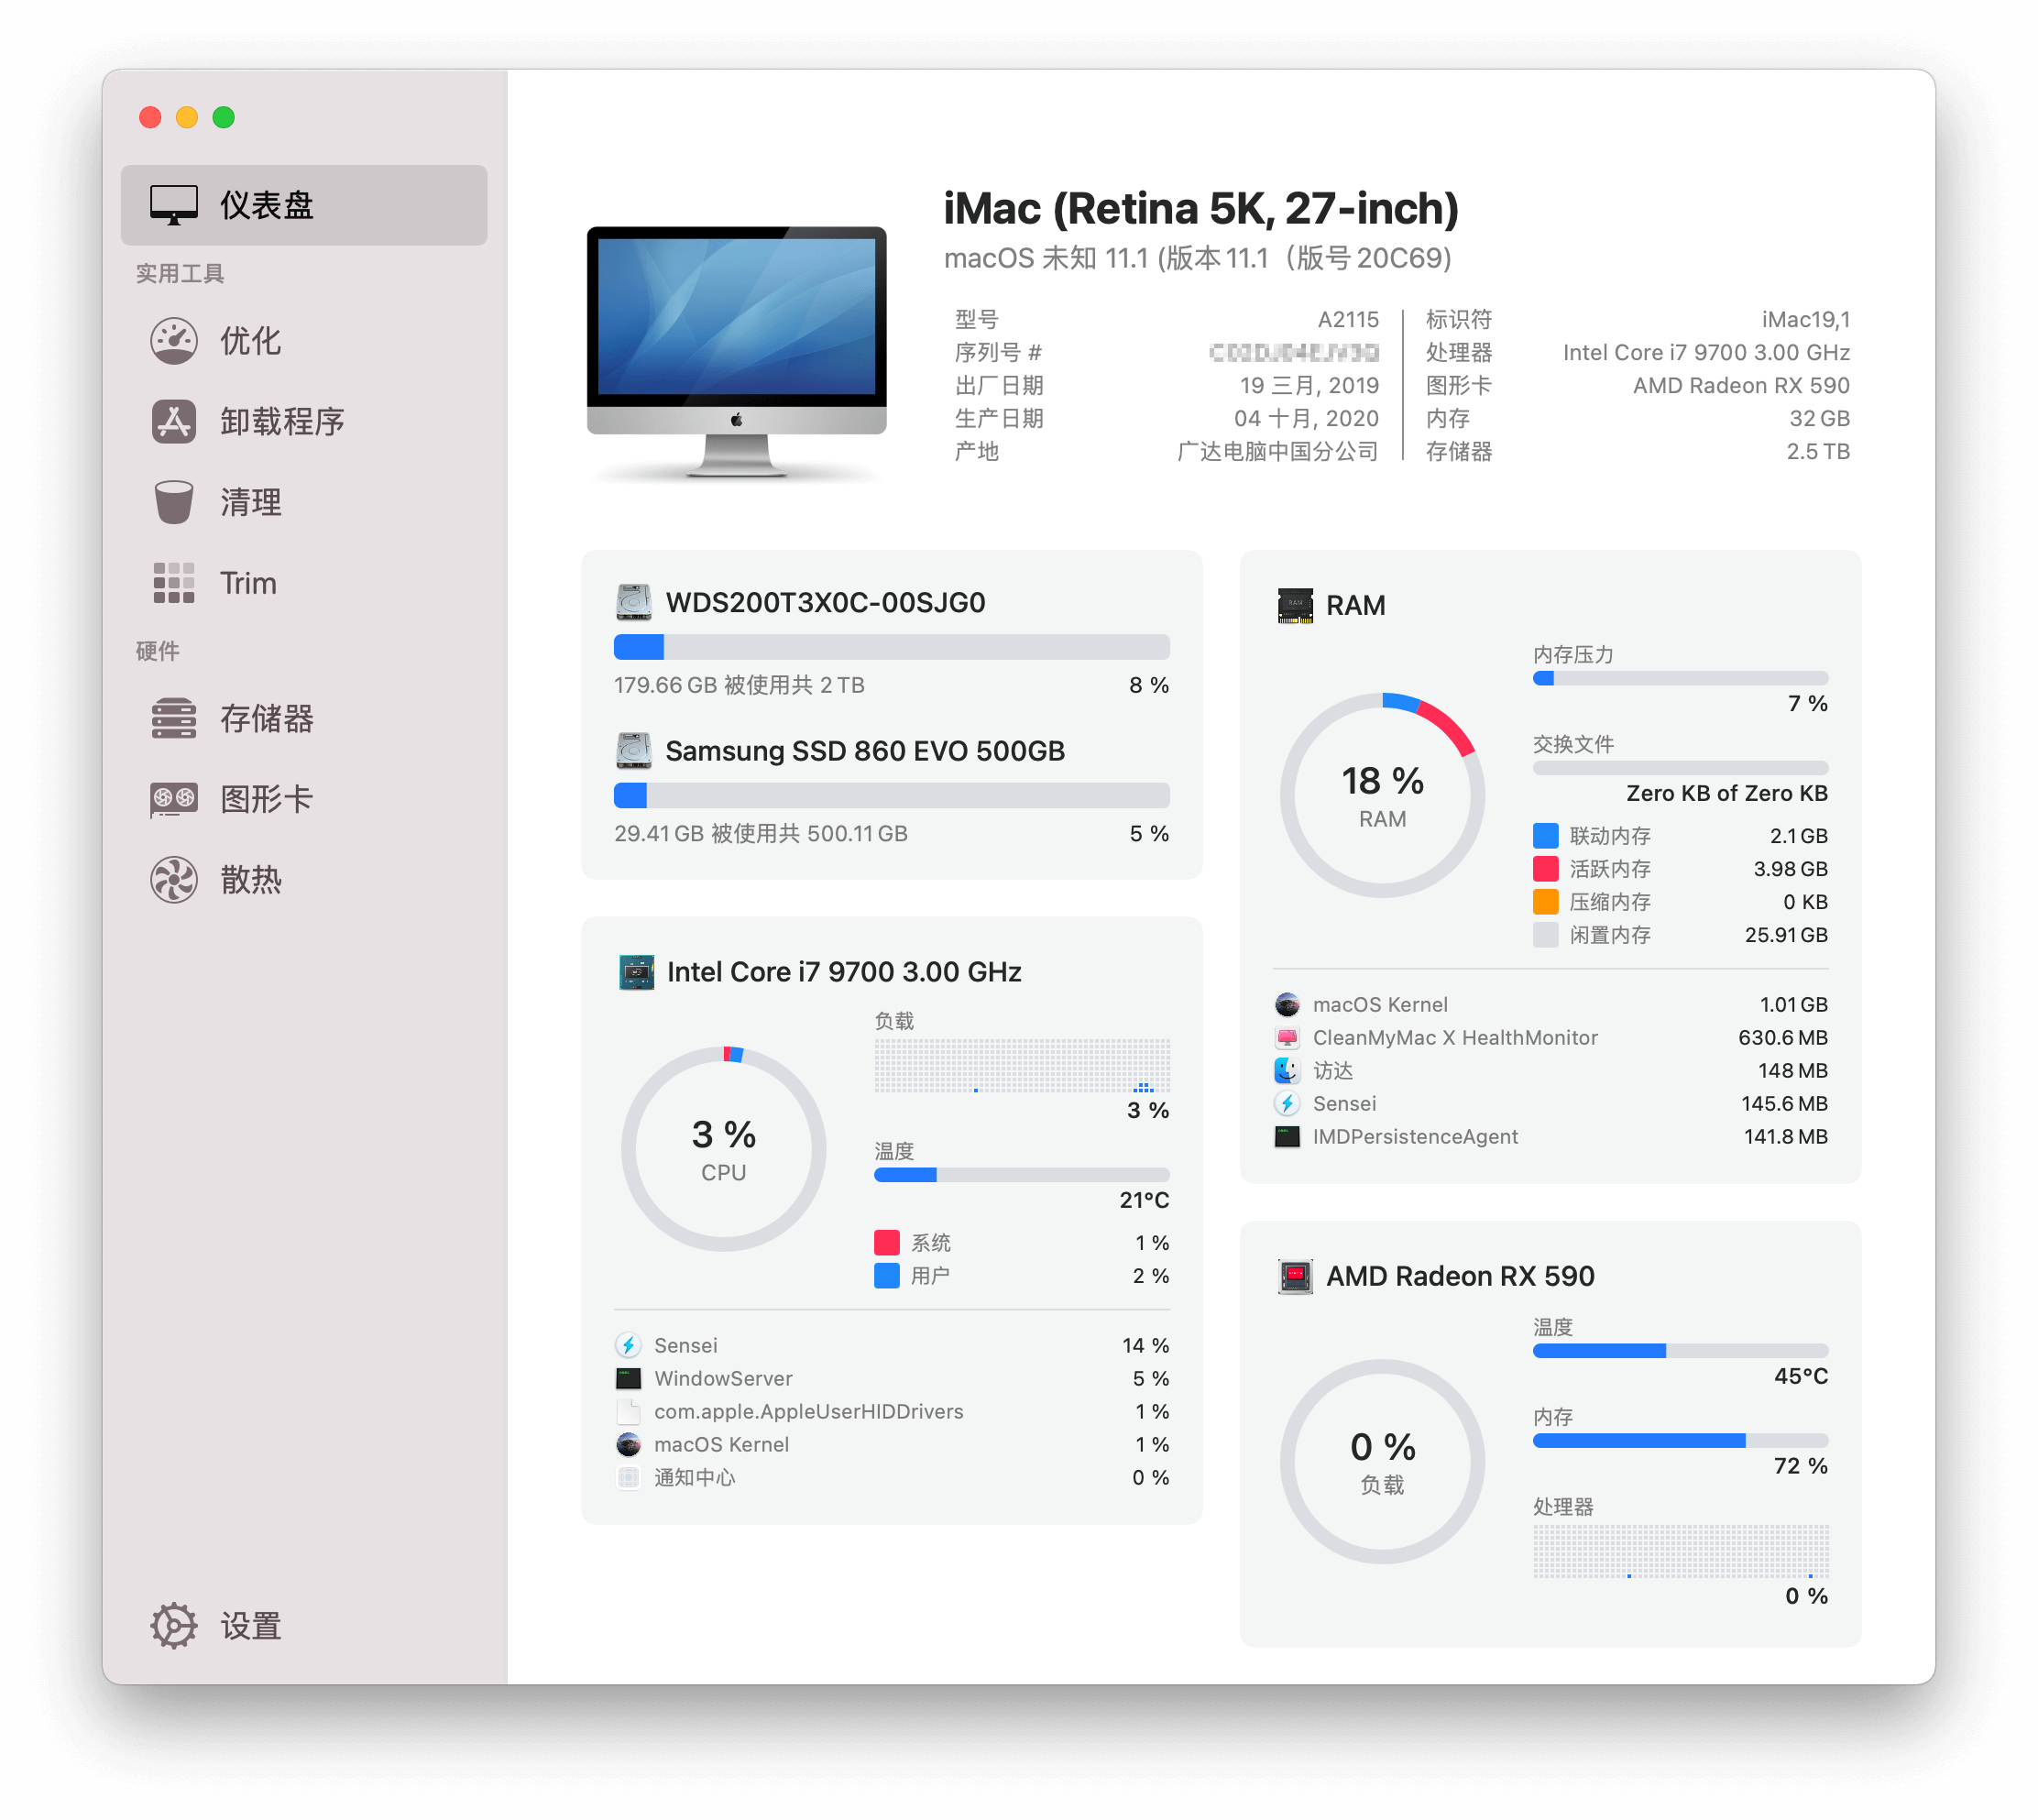 仪表盘
实用工具
优化
卸载程序
清理
Trim
硬件
存储器
图形卡
散热
设置
iMac (Retina 5K, 27-inch)
macOS 未知 11.1 (版本 11.1（版号 20C69)
型号 A2115
序列号 #
出厂日期 19 三月, 2019
生产日期 04 十月, 2020
产地 广达电脑中国分公司
标识符 iMac19,1
处理器 Intel Core i7 9700 3.00 GHz
图形卡 AMD Radeon RX 590
内存 32 GB
存储器 2.5 TB
WDS200T3X0C-00SJG0
179.66 GB 被使用共 2 TB 8 %
Samsung SSD 860 EVO 500GB
29.41 GB 被使用共 500.11 GB 5 %
Intel Core i7 9700 3.00 GHz
负载
3 %
3 %
CPU
温度
21°C
系统 1 %
用户 2 %
Sensei 14 %
WindowServer 5 %
com.apple.AppleUserHIDDrivers 1 %
macOS Kernel 1 %
通知中心 0 %
RAM
内存压力
7 %
交换文件
Zero KB of Zero KB
18 %
RAM
联动内存 2.1 GB
活跃内存 3.98 GB
压缩内存 0 KB
闲置内存 25.91 GB
macOS Kernel 1.01 GB
CleanMyMac X HealthMonitor 630.6 MB
访达 148 MB
Sensei 145.6 MB
IMDPersistenceAgent 141.8 MB
AMD Radeon RX 590
温度
45°C
内存
72 %
0 %
负载
处理器
0 %